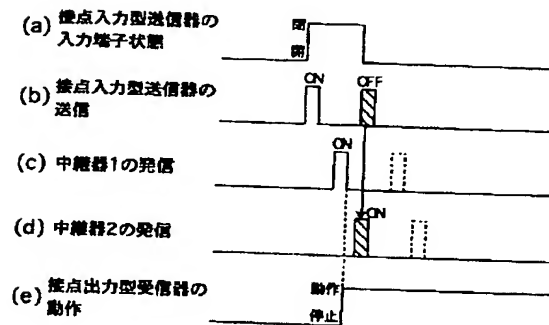 (a) 接点入力型送信器の
入力端子状態
閉
開
(b) 接点入力型送信器の
送信
ON
OFF
(c) 中継器1の発信
ON
(d) 中継器2の発信
ON
(e) 接点出力型受信器の
動作
動作
停止